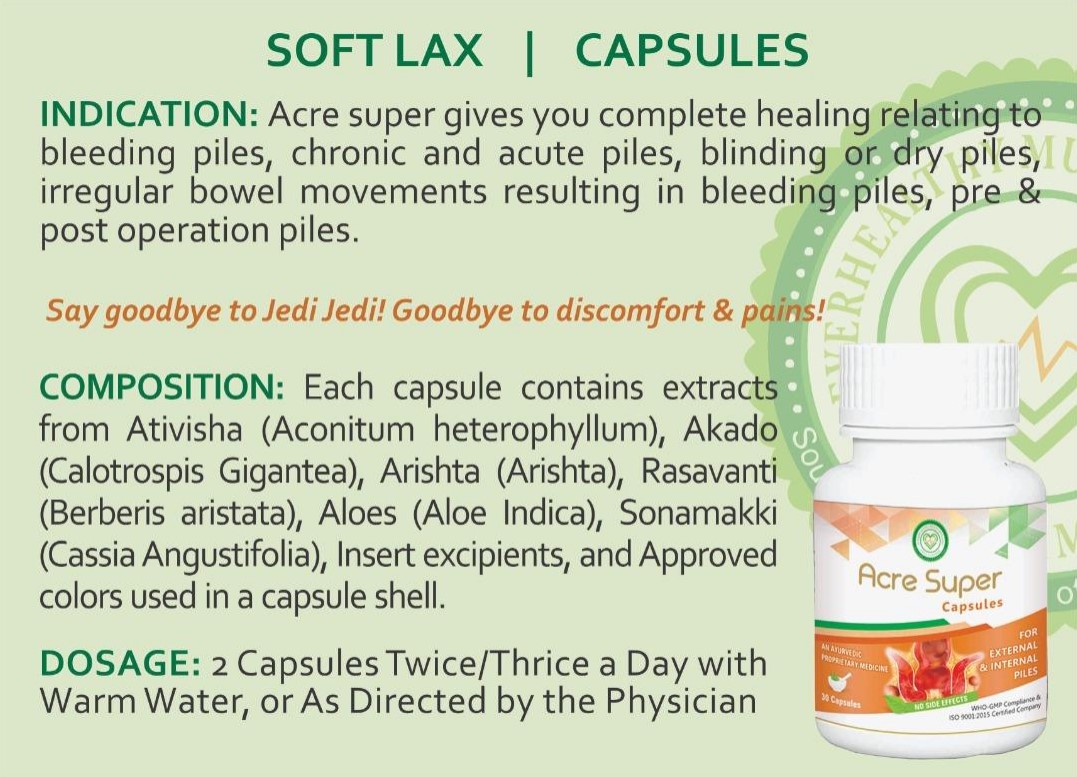 SOFT LAX | CAPSULES
INDICATION: Acre super gives you complete healing relating to
bleeding piles, chronic and acute piles, blinding or dry piles,
irregular bowel movements resulting in bleeding piles, pre &
post operation piles.
Say goodbye to Jedi Jedi! Goodbye to discomfort & pains!
COMPOSITION: Each capsule contains extracts
from Ativisha (Aconitum heterophyllum), Akado
(Calotrospis Gigantea), Arishta (Arishta), Rasavanti
(Berberis aristata), Aloes (Aloe Indica), Sonamakki
(Cassia Angustifolia), Insert excipients, and Approved
colors used in a capsule shell.
DOSAGE: 2 Capsules Twice/Thrice a Day with
Warm Water, or As Directed by the Physician
Acre Super
Capsules
AN AYURVEDIC
PROPRIETARY MEDICINE
30 Capsules
FOR
EXTERNAL
& INTERNAL
PILES
NO SIDE EFFECTS
WHO-GMP Compliance &
ISO 9001:2015 Certified Company